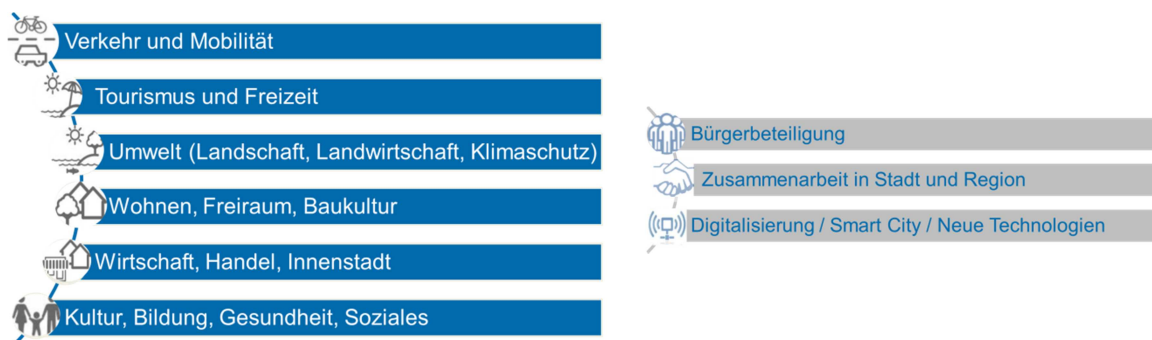 Verkehr und Mobilität
Tourismus und Freizeit
Umwelt (Landschaft, Landwirtschaft, Klimaschutz)
Wohnen, Freiraum, Baukultur
Wirtschaft, Handel, Innenstadt
Kultur, Bildung, Gesundheit, Soziales
Bürgerbeteiligung
Zusammenarbeit in Stadt und Region
Digitalisierung / Smart City / Neue Technologien